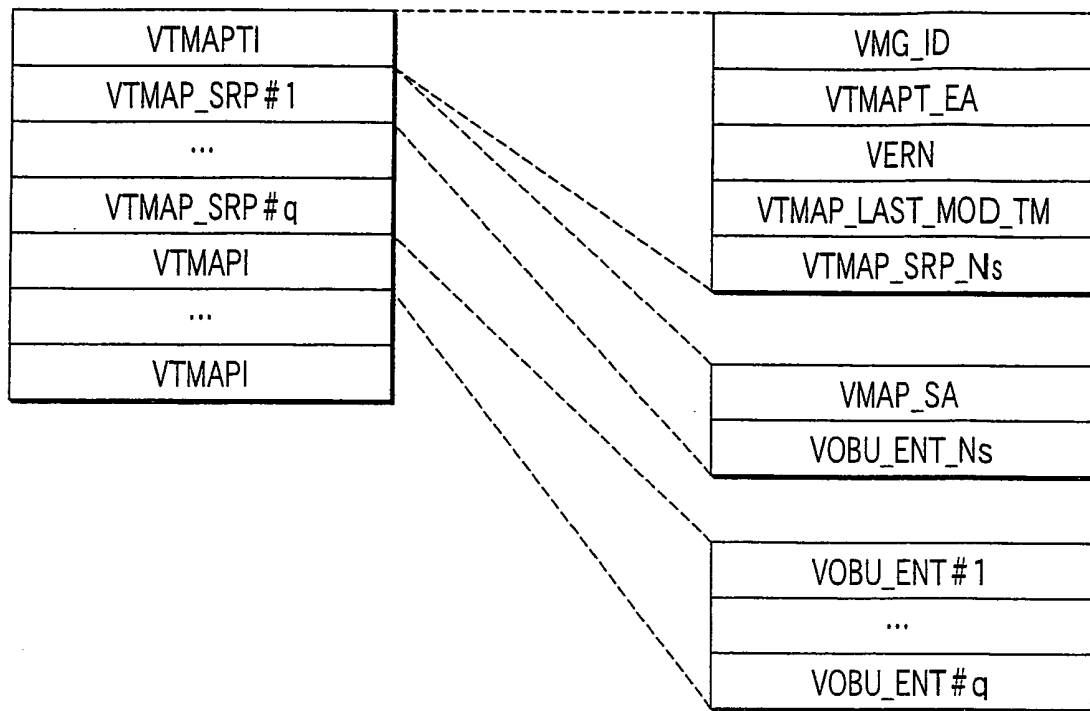 VTMAPTI
VTMAP_SRP#1
...
VTMAP_SRP#q
VTMAPI
...
VTMAPI
VMG_ID
VTMAPT_EA
VERN
VTMAP_LAST_MOD_TM
VTMAP_SRP_Ns
VMAP_SA
VOBU_ENT_Ns
VOBU_ENT#1
...
VOBU_ENT#q